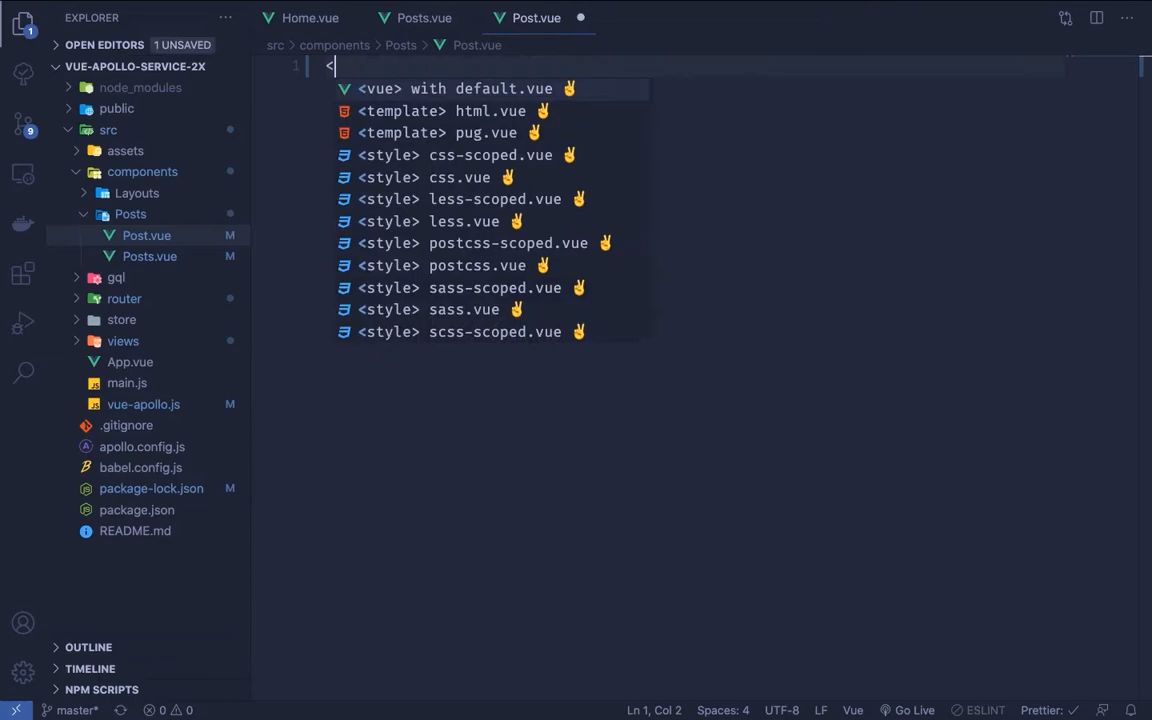 EXPLORER
Home.vue
Posts.vue
Post.vue
OPEN EDITORS 1 UNSAVED
src > components > Posts > Post.vue
VUE-APOLLO-SERVICE-2X
1 <
node_modules
public
src
assets
components
Layouts
Posts
Post.vue M
Posts.vue M
gql
router
store
views
App.vue
main.js
vue-apollo.js M
.gitignore
apollo.config.js
babel.config.js
package-lock.json M
package.json
README.md
<vue> with default.vue ✌
<template> html.vue ✌
<template> pug.vue ✌
<style> css-scoped.vue ✌
<style> css.vue ✌
<style> less-scoped.vue ✌
<style> less.vue ✌
<style> postcss-scoped.vue ✌
<style> postcss.vue ✌
<style> sass-scoped.vue ✌
<style> sass.vue ✌
<style> scss-scoped.vue ✌
1
9
OUTLINE
TIMELINE
NPM SCRIPTS
master* 0 0 Ln 1, Col 2 Spaces: 4 UTF-8 LF Vue Go Live ESLINT Prettier: ✓